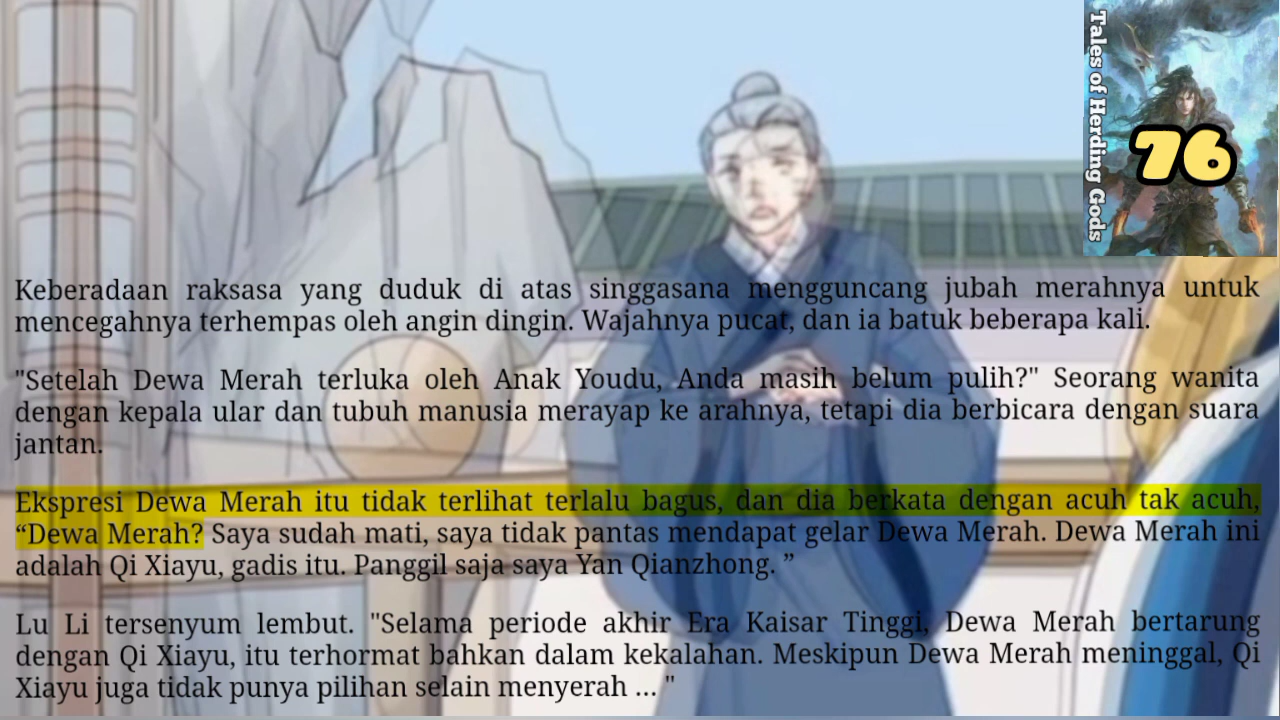 Tales of Herding Gods
76
Keberadaan raksasa yang duduk di atas singgasana mengguncang jubah merahnya untuk
mencegahnya terhempas oleh angin dingin. Wajahnya pucat, dan ia batuk beberapa kali.
"Setelah Dewa Merah terluka oleh Anak Youdu, Anda masih belum pulih?" Seorang wanita
dengan kepala ular dan tubuh manusia merayap ke arahnya, tetapi dia berbicara dengan suara
jantan.
Ekspresi Dewa Merah itu tidak terlihat terlalu bagus, dan dia berkata dengan acuh tak acuh,
“Dewa Merah? Saya sudah mati, saya tidak pantas mendapat gelar Dewa Merah. Dewa Merah ini
adalah Qi Xiayu, gadis itu. Panggil saja saya Yan Qianzhong. ”
Lu Li tersenyum lembut. "Selama periode akhir Era Kaisar Tinggi, Dewa Merah bertarung
dengan Qi Xiayu, itu terhormat bahkan dalam kekalahan. Meskipun Dewa Merah meninggal, Qi
Xiayu juga tidak punya pilihan selain menyerah ... "